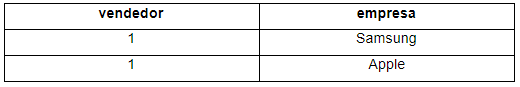 vendedor empresa
1 Samsung
1 Apple